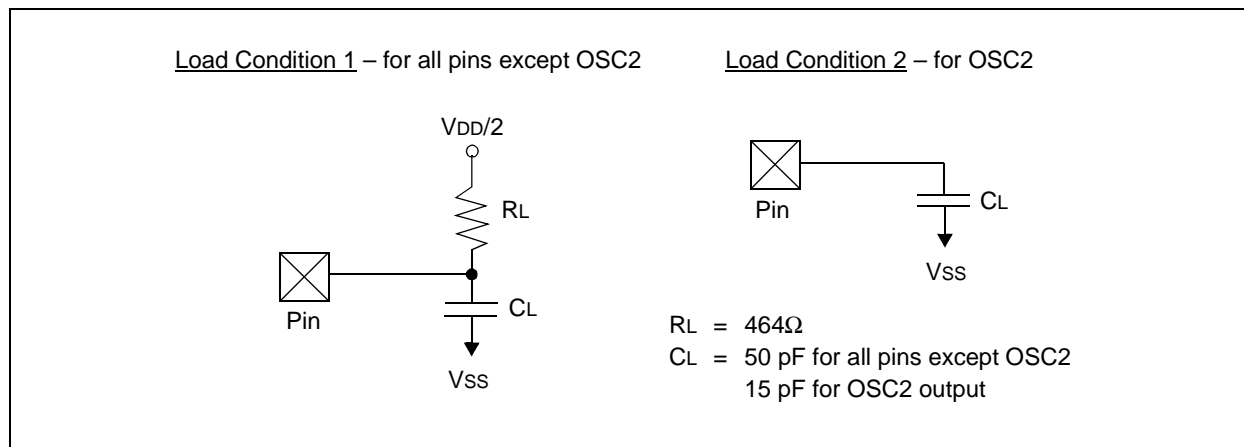 Load Condition 1 – for all pins except OSC2
VDD/2
RL
Pin
CL
VSS
Load Condition 2 – for OSC2
Pin
CL
VSS
RL = 464Ω
CL = 50 pF for all pins except OSC2
15 pF for OSC2 output